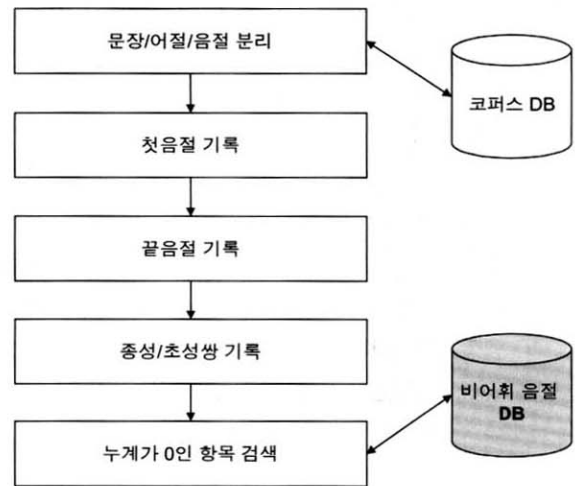 문장/어절/음절 분리
코퍼스 DB
첫음절 기록
끝음절 기록
종성/초성쌍 기록
비어휘 음절
DB
누계가 0인 항목 검색